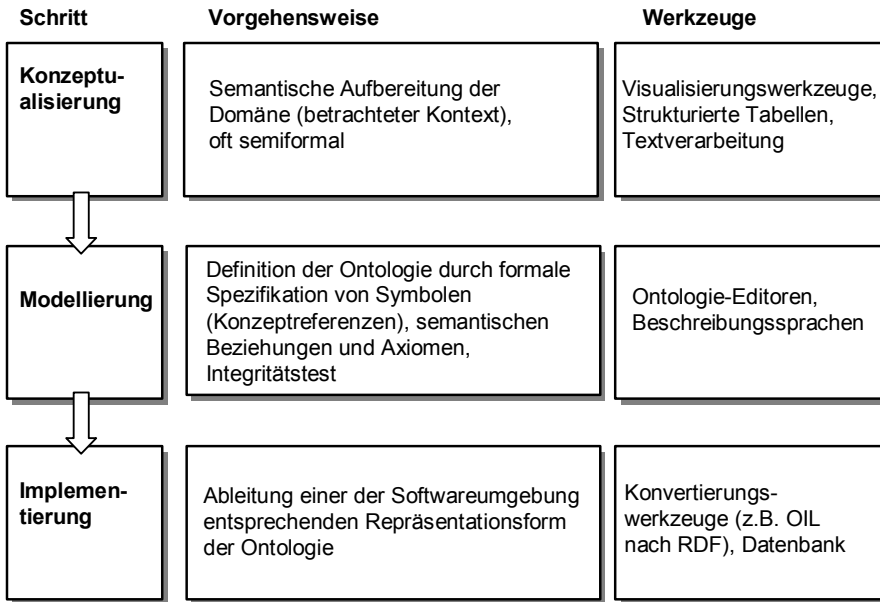 Schritt
Vorgehensweise
Werkzeuge
Konzeptu-
alisierung
Semantische Aufbereitung der
Domäne (betrachteter Kontext),
oft semiformal
Visualisierungswerkzeuge,
Strukturierte Tabellen,
Textverarbeitung
Modellierung
Definition der Ontologie durch formale
Spezifikation von Symbolen
(Konzeptreferenzen), semantischen
Beziehungen und Axiomen,
Integritätstest
Ontologie-Editoren,
Beschreibungssprachen
Implemen-
tierung
Ableitung einer der Softwareumgebung
entsprechenden Repräsentationsform
der Ontologie
Konvertierungs-
werkzeuge (z.B. OIL
nach RDF), Datenbank